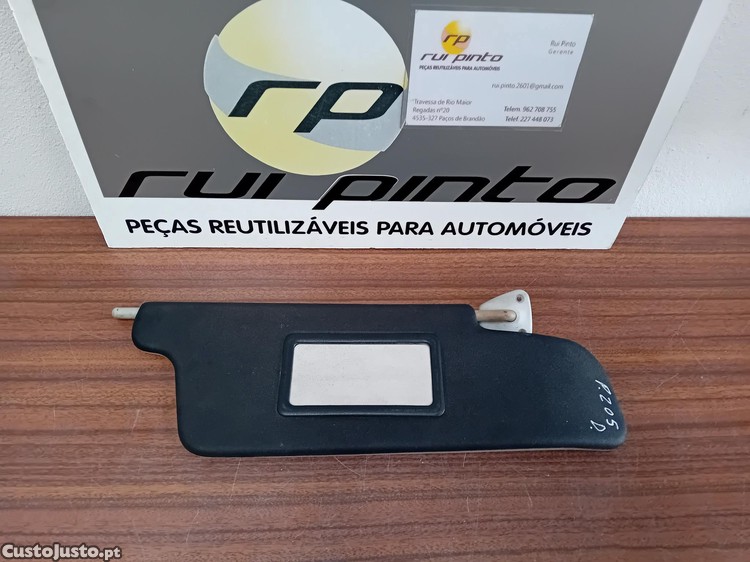 rp
rui pinto
PEÇAS REUTILIZÁVEIS PARA AUTOMÓVEIS
Rui Pinto
Gerente
rui.pinto.2601@gmail.com
Travessa de Rio Maior
Regadas nº20
4535-327 Paços de Brandão
Telem. 962 708 755
Telef. 227 448 073
rp
rui pinto
PEÇAS REUTILIZÁVEIS PARA AUTOMÓVEIS
P.205
D.
CustoJusto.pt